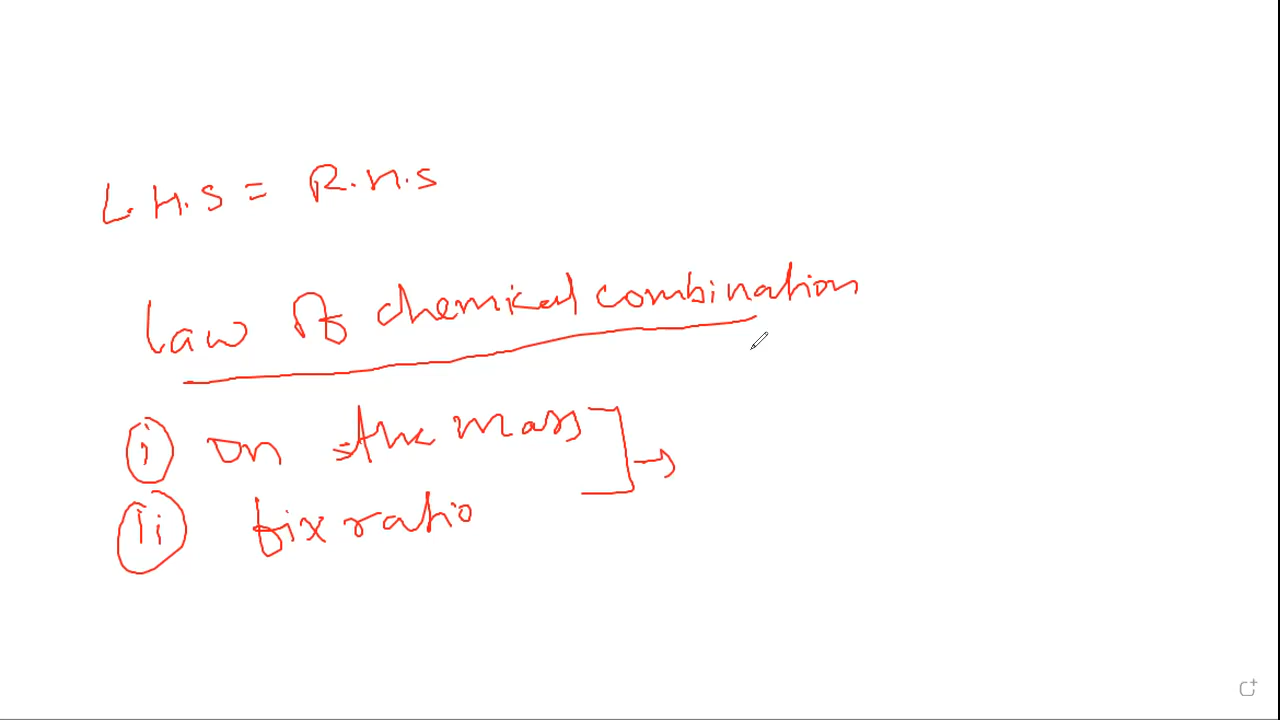 L.H.S = R.H.S
Law Of chemical combination
(i) on the mass
(ii) fix ratio